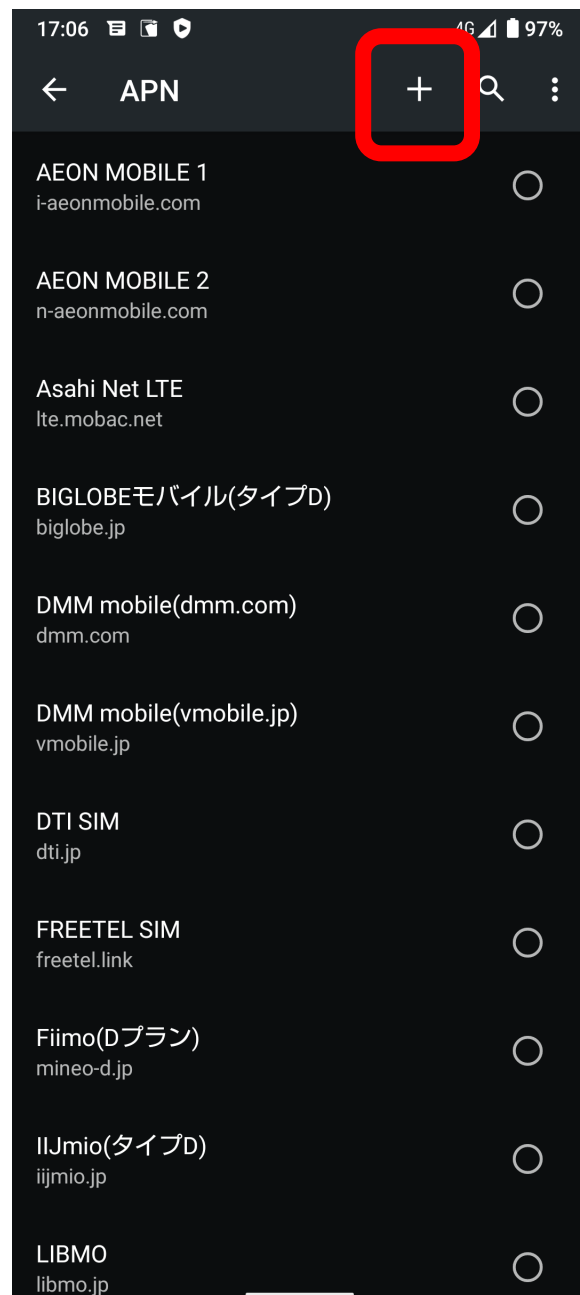 17:06 4G 97%
APN
AEON MOBILE 1
i-aeonmobile.com
AEON MOBILE 2
n-aeonmobile.com
Asahi Net LTE
lte.mobac.net
BIGLOBEモバイル(タイプD)
biglobe.jp
DMM mobile(dmm.com)
dmm.com
DMM mobile(vmobile.jp)
vmobile.jp
DTI SIM
dti.jp
FREETEL SIM
freetel.link
Fiimo(Dプラン)
mineo-d.jp
IIJmio(タイプD)
iijmio.jp
LIBMO
libmo.jp